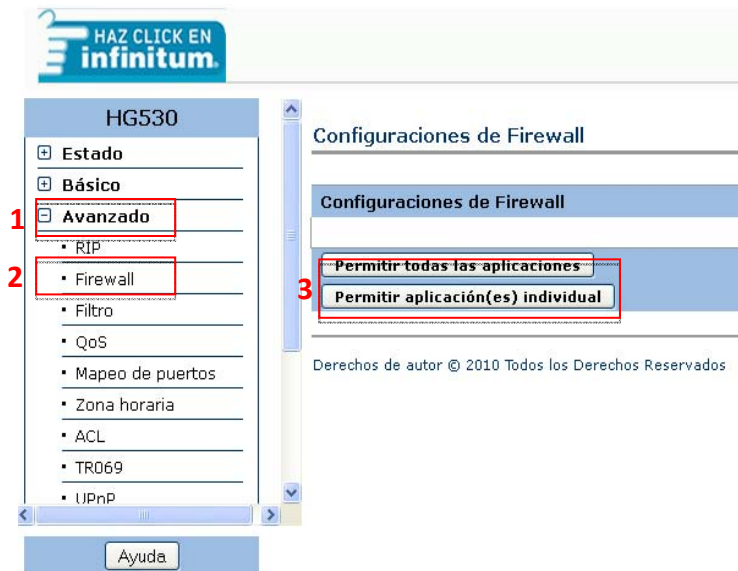 HAZ CLICK EN
infinitum.
HG530
Estado
Básico
1
Avanzado
RIP
2
Firewall
Filtro
QoS
Mapeo de puertos
Zona horaria
ACL
TR069
UPnP
Ayuda
Configuraciones de Firewall
Configuraciones de Firewall
Permitir todas las aplicaciones
3
Permitir aplicación(es) individual
Derechos de autor © 2010 Todos los Derechos Reservados